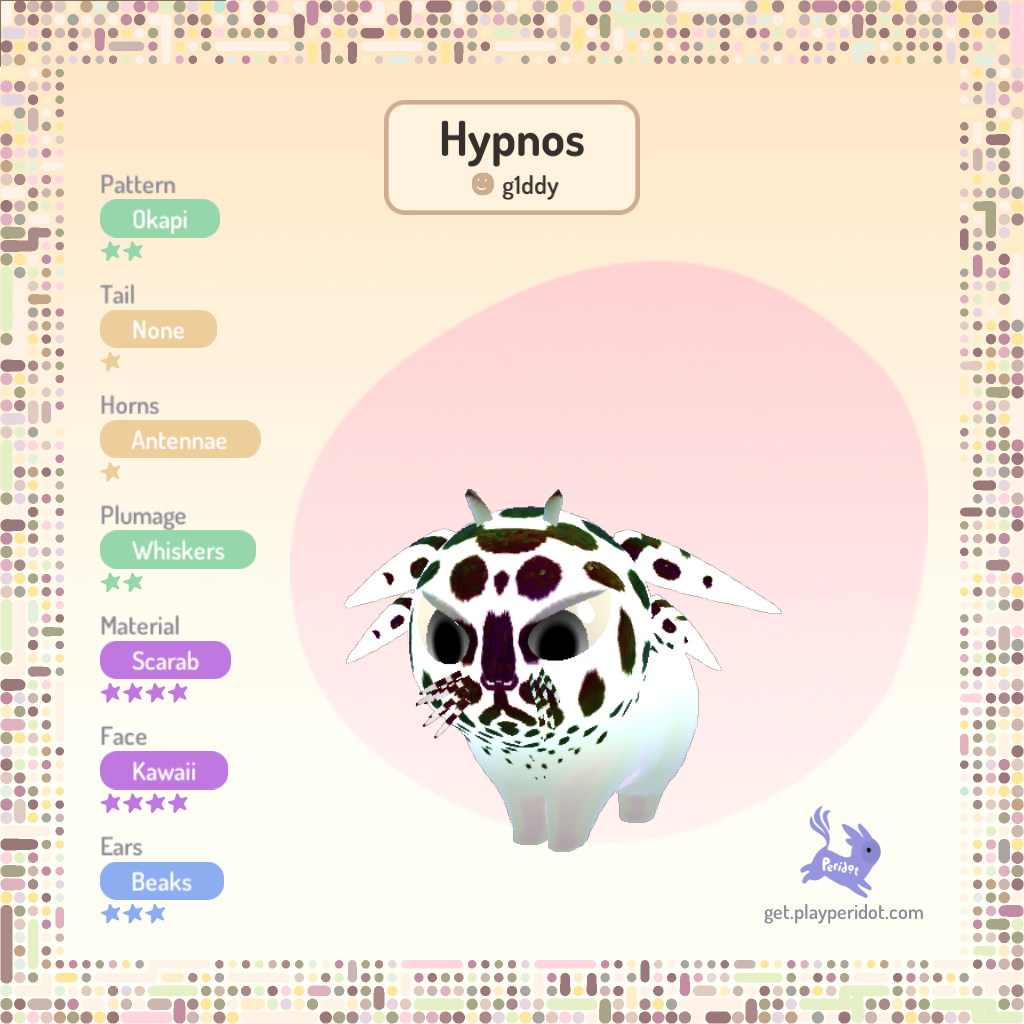 Hypnos
g1ddy
Pattern
Okapi
Tail
None
Horns
Antennae
Plumage
Whiskers
Material
Scarab
Face
Kawaii
Ears
Beaks
Peridot
get.playperidot.com